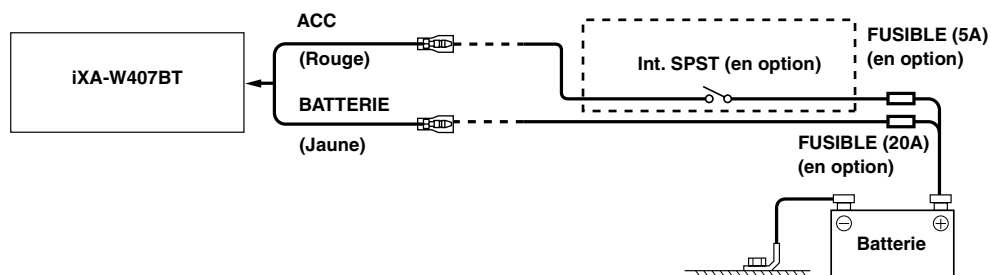 ACC
(Rouge)
iXA-W407BT
BATTERIE
(Jaune)
Int. SPST (en option)
FUSIBLE (5A)
(en option)
FUSIBLE (20A)
(en option)
Batterie